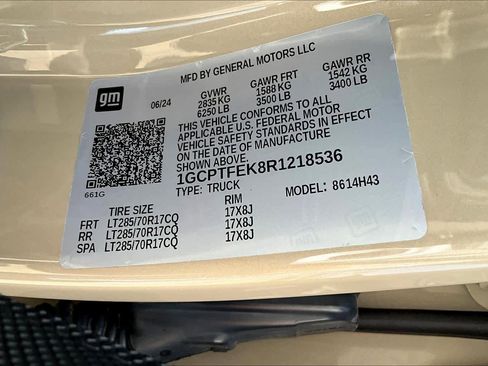 MFD BY GENERAL MOTORS LLC
gm
06/24
GVWR GAWR FRT GAWR RR
2835 KG 1588 KG 1542 KG
6250 LB 3500 LB 3400 LB
THIS VEHICLE CONFORMS TO ALL
APPLICABLE U.S. FEDERAL MOTOR
VEHICLE SAFETY STANDARDS IN EFFECT
ON THE DATE OF MANUFACTURE
SHOWN ABOVE.
1GCPTFEK8R1218536
661G
TYPE: TRUCK MODEL: 8614H43
TIRE SIZE RIM
FRT LT285/70R17CQ 17X8J
RR LT285/70R17CQ 17X8J
SPA LT285/70R17CQ 17X8J